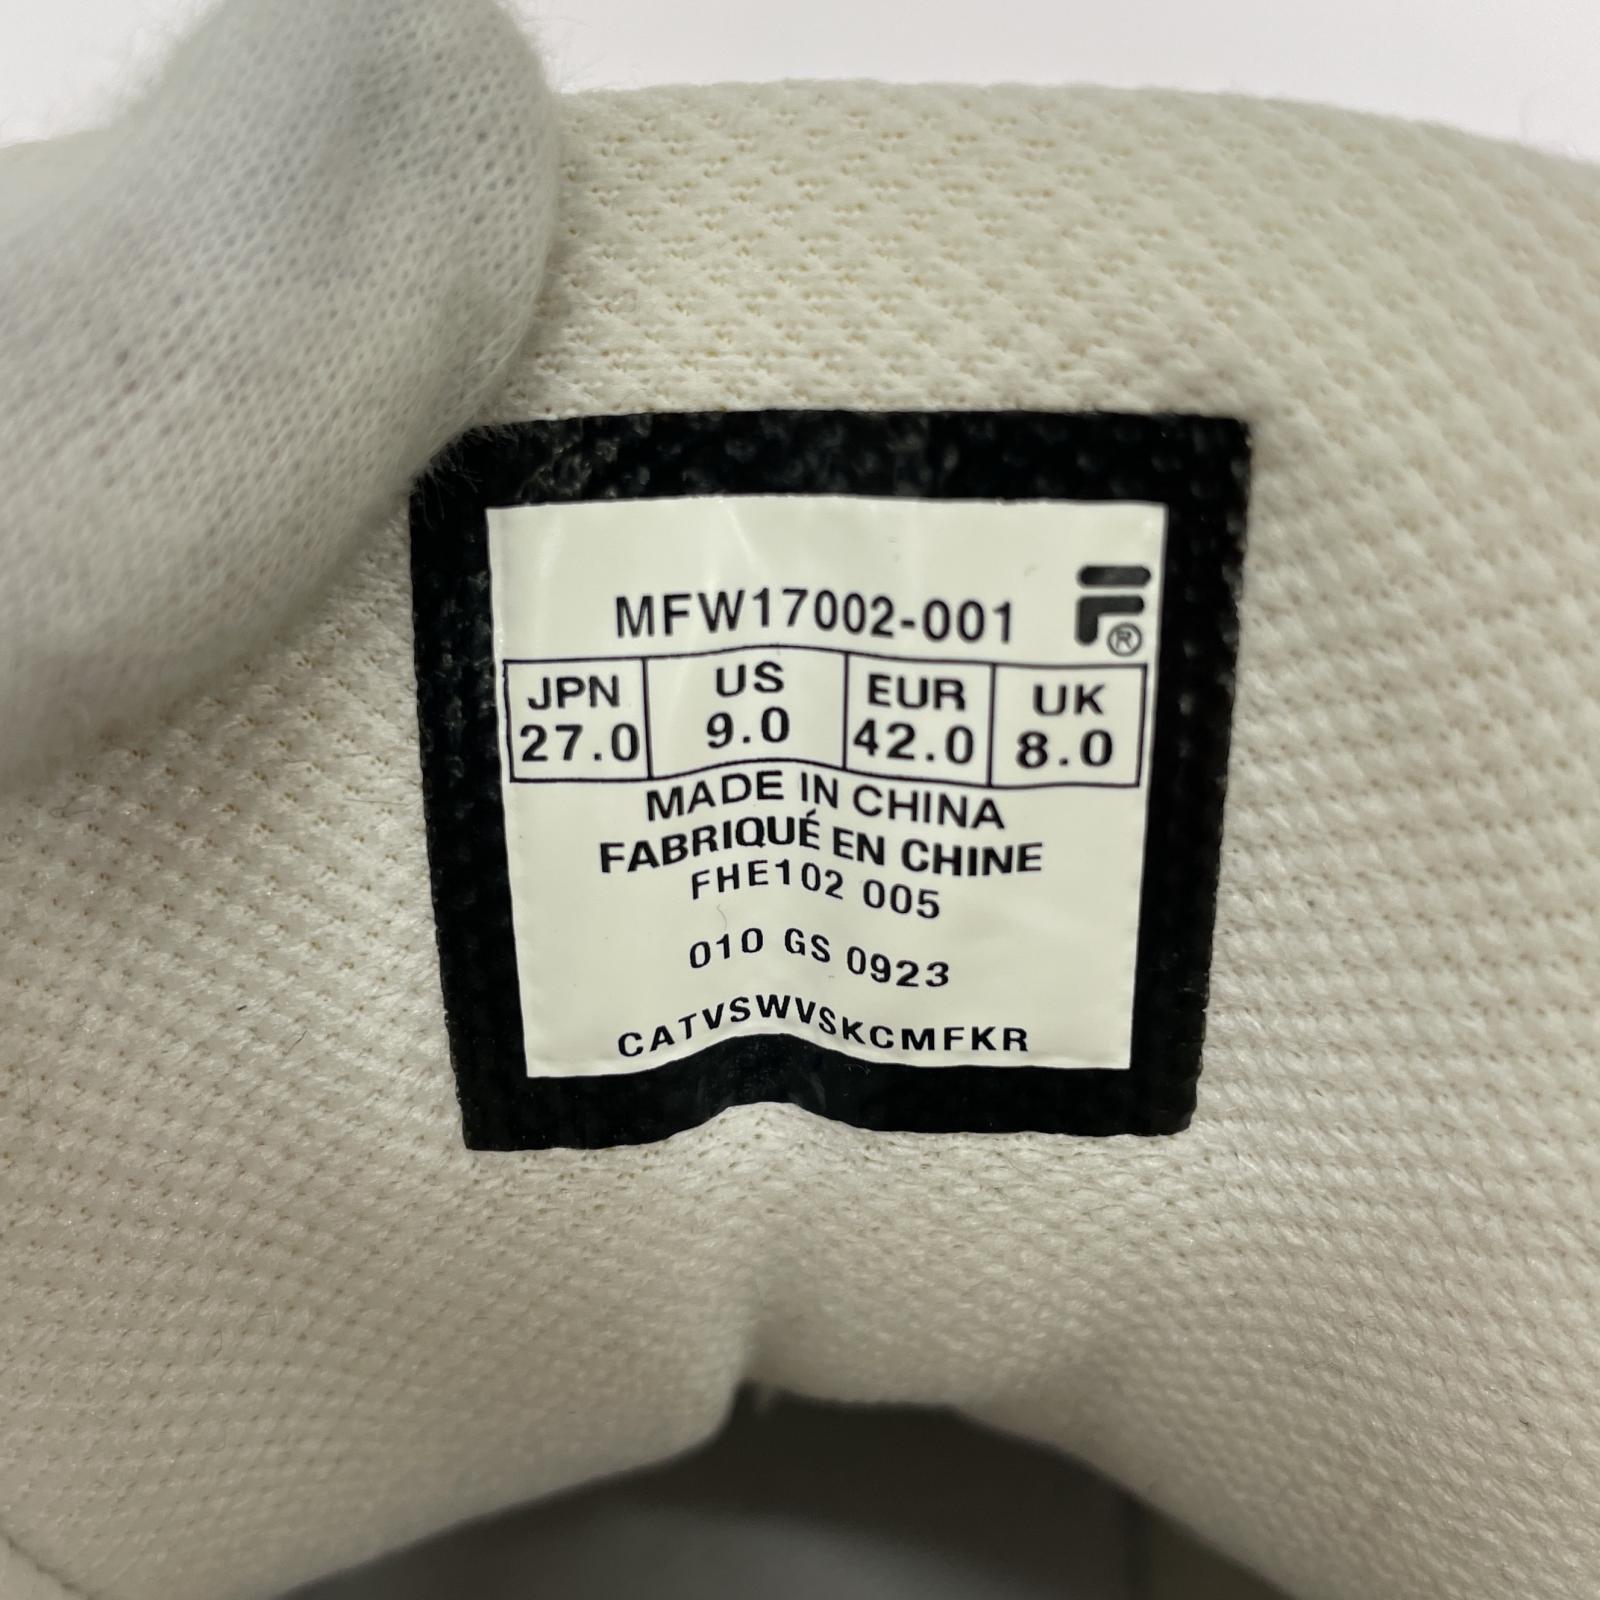 MFW17002-001
F®
JPN US EUR UK
27.0 9.0 42.0 8.0
MADE IN CHINA
FABRIQUÉ EN CHINE
FHE102 005
010 GS 0923
CATVSWVSKCMFKR